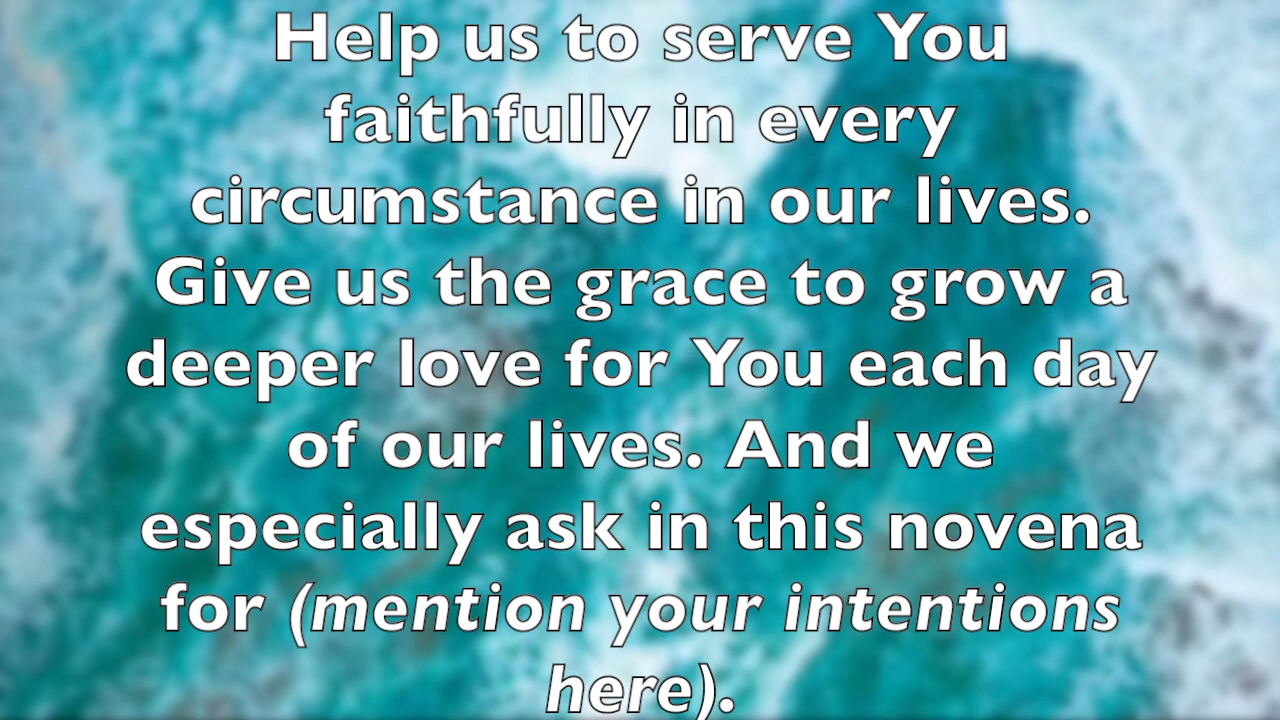 Help us to serve You
faithfully in every
circumstance in our lives.
Give us the grace to grow a
deeper love for You each day
of our lives. And we
especially ask in this novena
for (mention your intentions
here).